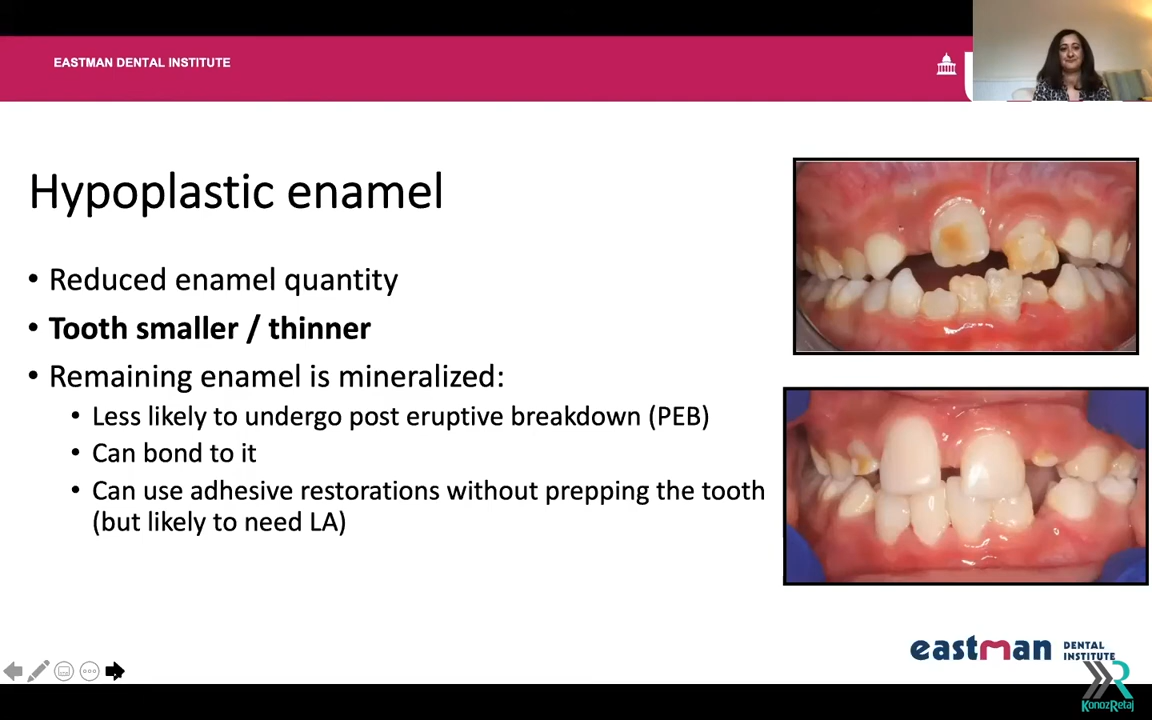 EASTMAN DENTAL INSTITUTE
Hypoplastic enamel
• Reduced enamel quantity
• Tooth smaller / thinner
• Remaining enamel is mineralized:
• Less likely to undergo post eruptive breakdown (PEB)
• Can bond to it
• Can use adhesive restorations without prepping the tooth
(but likely to need LA)
eastman DENTAL
INSTITUTE
KonozRetaj